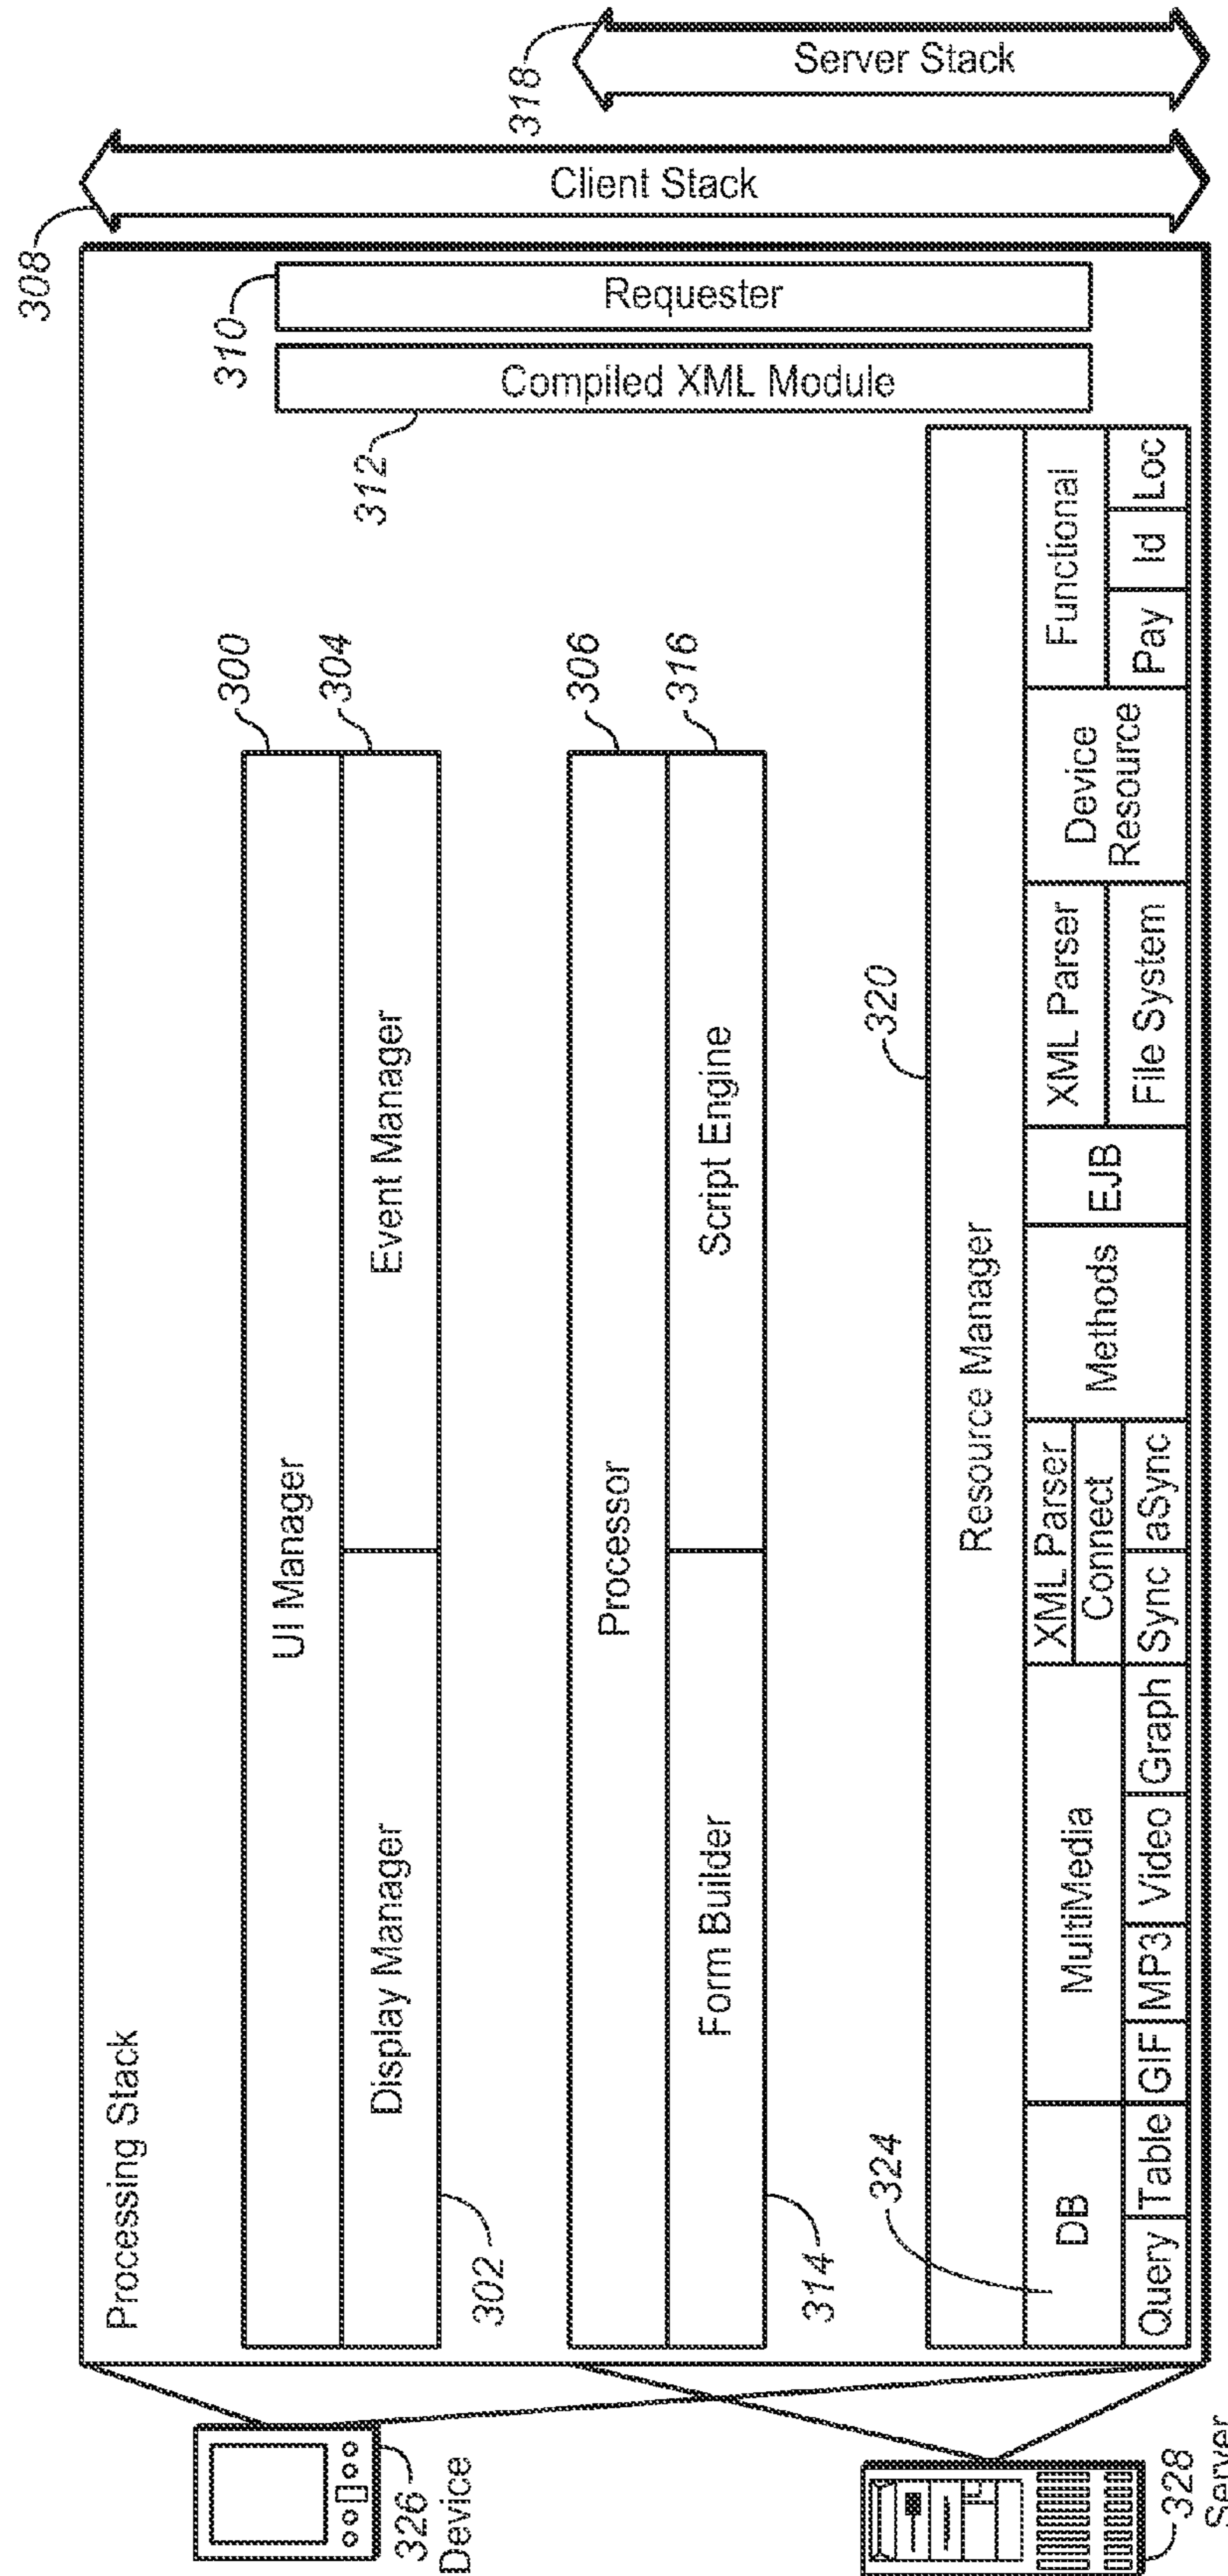 Processing Stack
UI Manager
300
Display Manager
Event Manager
304
302
Processor
306
Form Builder
Script Engine
316
314
320
Resource Manager
324
DB
MultiMedia
XML Parser
Connect
Methods
EJB
XML Parser
File System
Device
Resource
Functional
Query
Table
GIF
MP3
Video
Graph
Sync
aSync
Pay
Id
Loc
310
Requester
Compiled XML Module
312
308
Client Stack
318
Server Stack
326
Device
328
Server